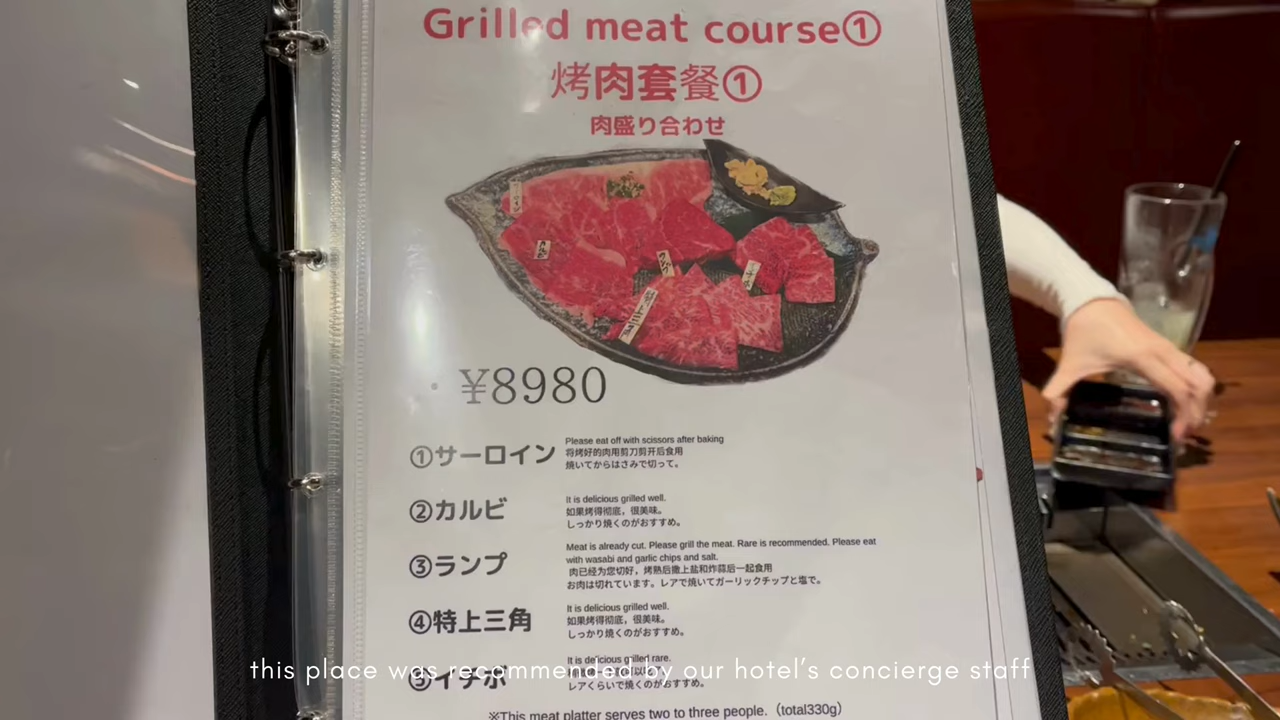 Grilled meat course①
烤肉套餐①
肉盛り合わせ
¥8980
①サーロイン
Please eat off with scissors after baking
将烤好的肉用剪刀剪开后食用
焼いてからはさみで切って。
②カルビ
It is delicious grilled well.
如果烤得彻底，很美味。
しっかり焼くのがおすすめ。
③ランプ
Meat is already cut. Please grill the meat. Rare is recommended. Please eat
with wasabi and garlic chips and salt.
肉已经为您切好，烤熟后撒上盐和炸蒜后一起食用
お肉は切れています。レアで焼いてガーリックチップと塩で。
④特上三角
It is delicious grilled well.
如果烤得彻底，很美味。
しっかり焼くのがおすすめ。
⑤イチボ
It is delicious grilled rare.
レアくらいで焼くのがおすすめ。
this place was recommended by our hotel's concierge staff
※This meat platter serves two to three people.（total330g）